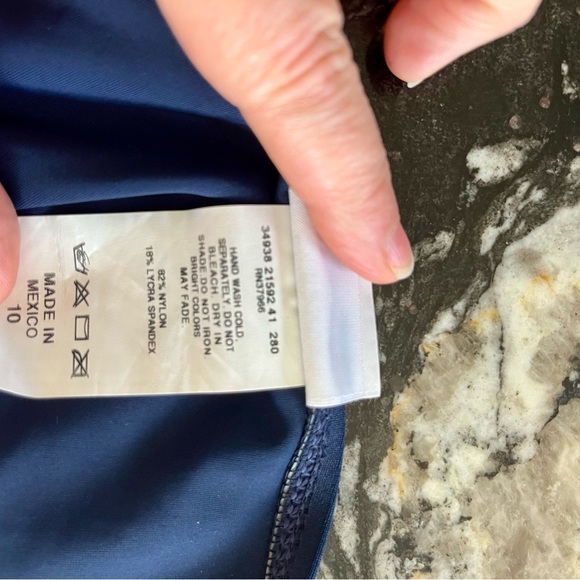 34938 21592 41 280
RN37966
HAND WASH COLD.
SEPARATELY. DO NOT
BLEACH. DRY IN
SHADE DO NOT IRON
BRIGHT COLORS
MAY FADE.
82% NYLON
18% LYCRA SPANDEX
MADE IN
MEXICO
10